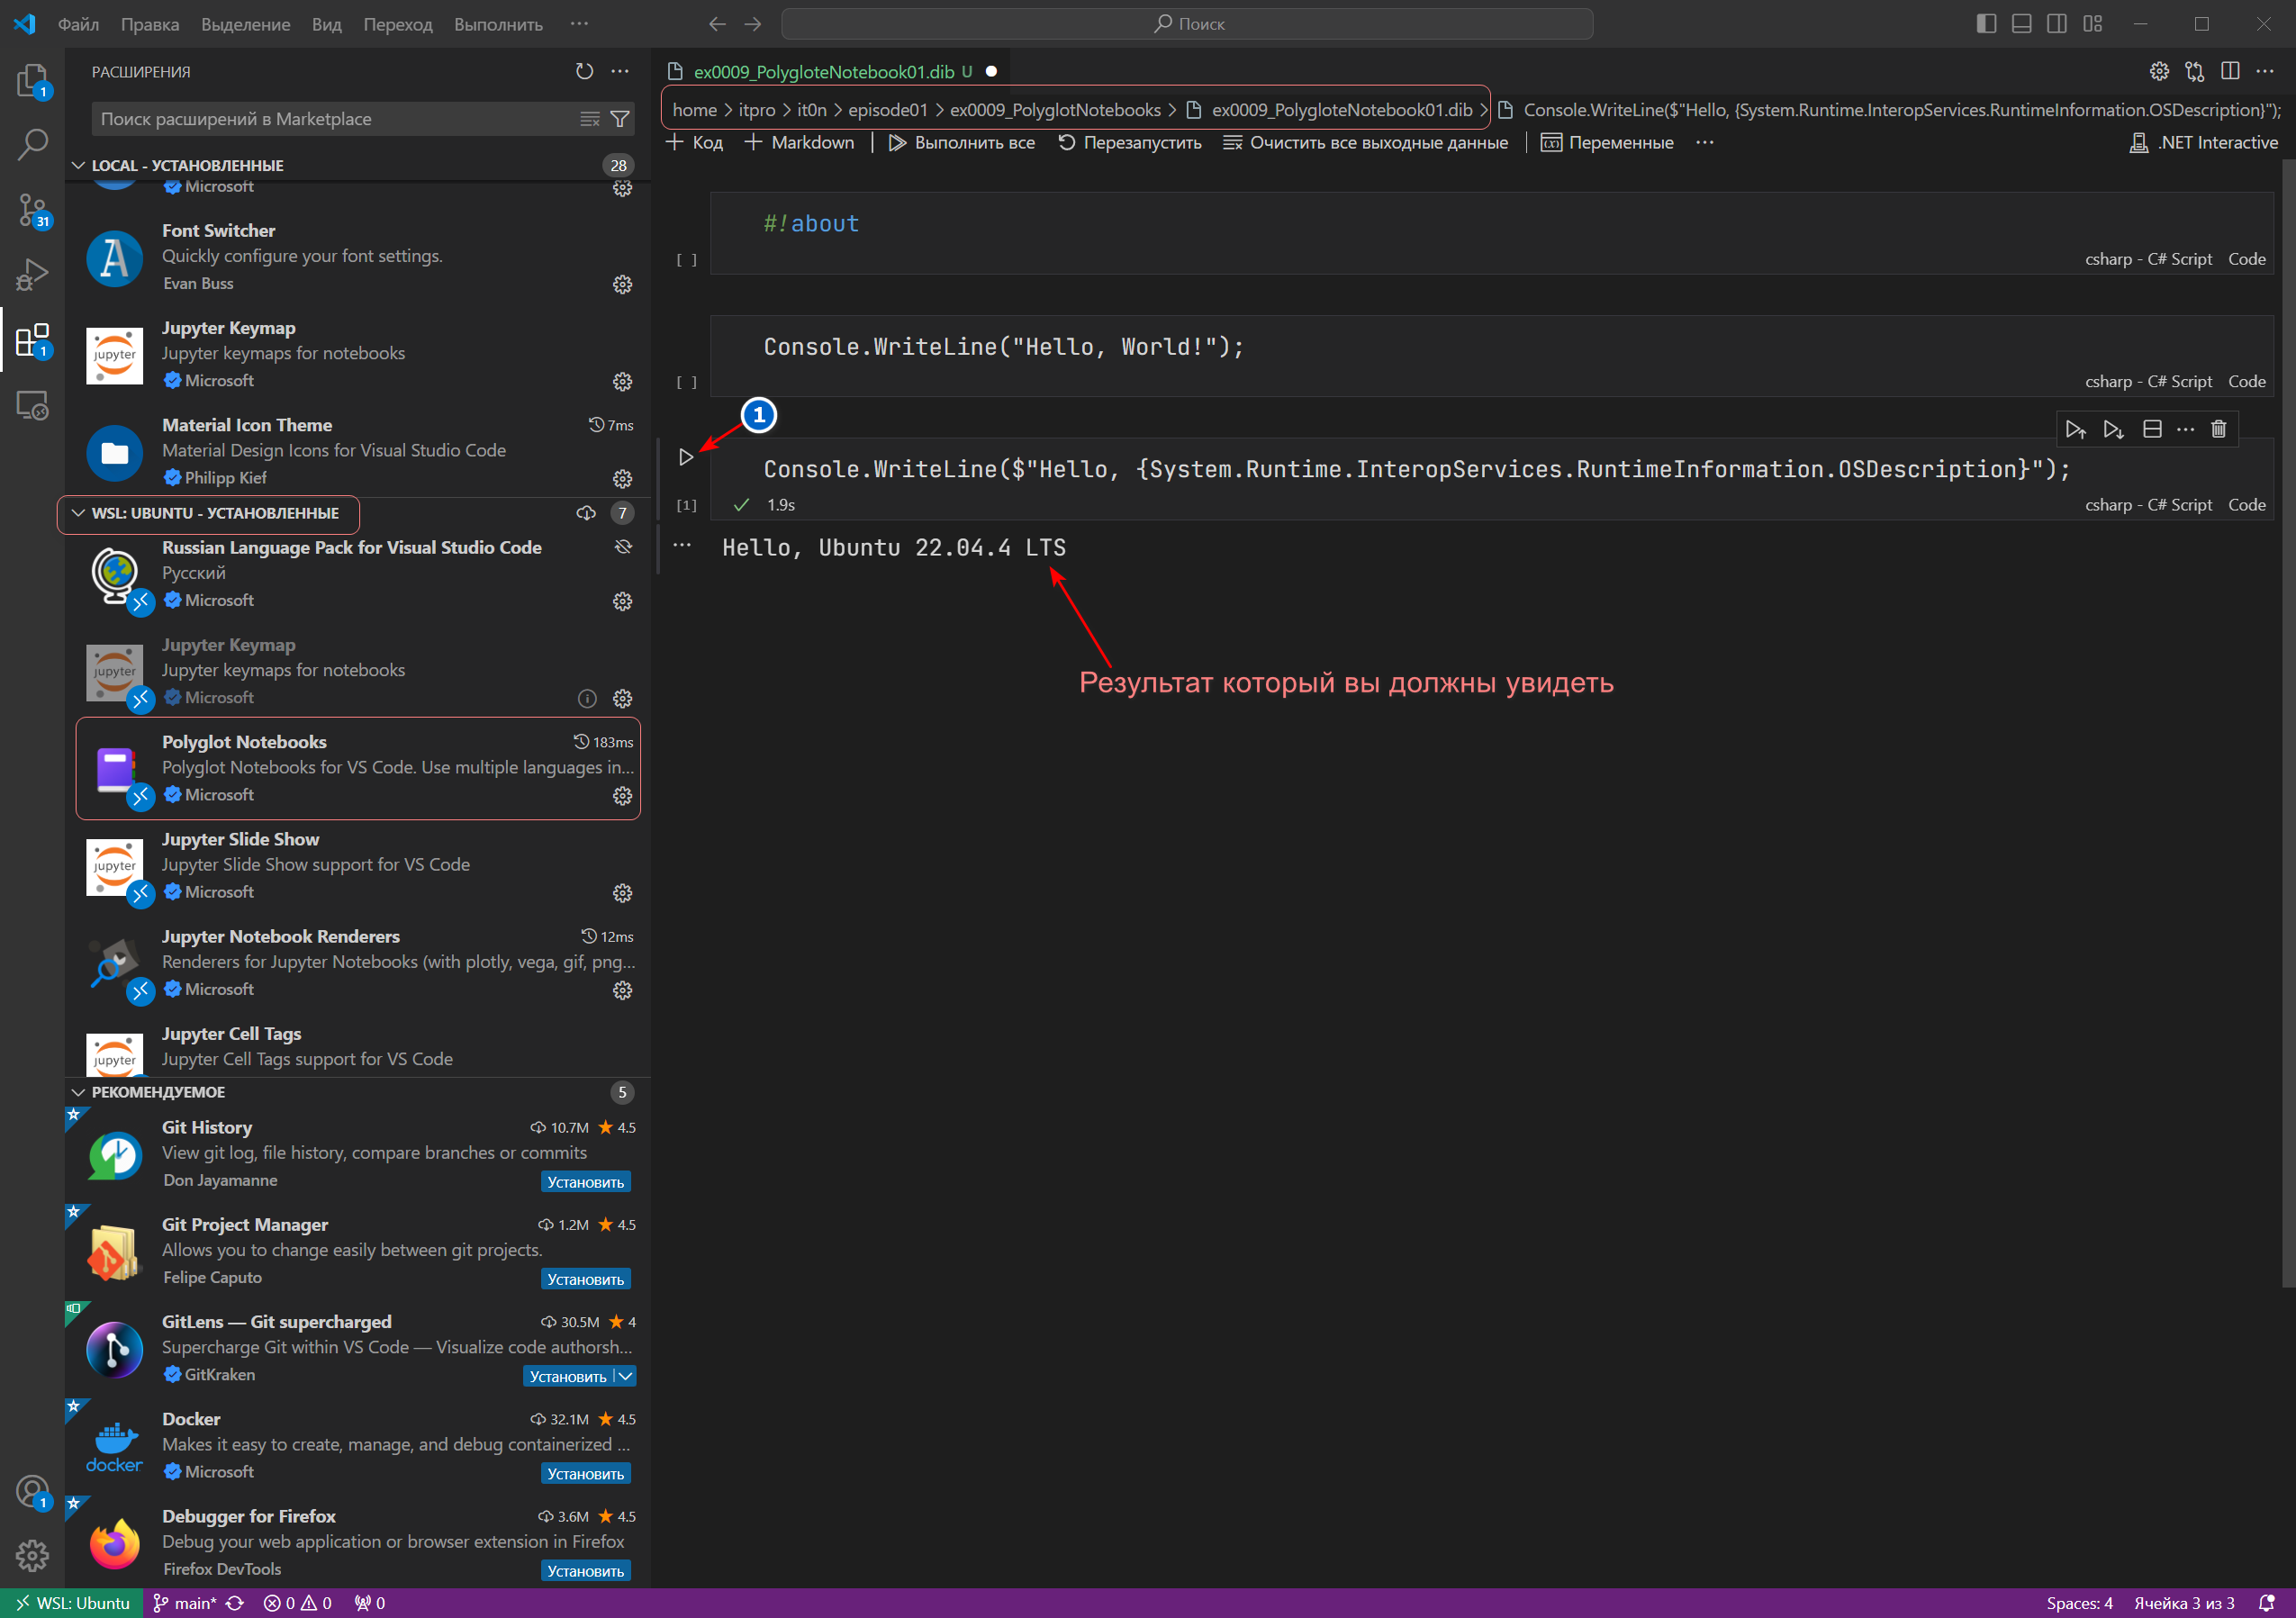 Файл Правка Выделение Вид Переход Выполнить ··· Поиск
РАСШИРЕНИЯ
Поиск расширений в Marketplace
LOCAL - УСТАНОВЛЕННЫЕ 28
Microsoft
Font Switcher
Quickly configure your font settings.
Evan Buss
Jupyter Keymap
jupyter
Jupyter keymaps for notebooks
Microsoft
Material Icon Theme 7ms
Material Design Icons for Visual Studio Code
Philipp Kief
WSL: UBUNTU - УСТАНОВЛЕННЫЕ 7
Russian Language Pack for Visual Studio Code
Русский
Microsoft
Jupyter Keymap
jupyter
Jupyter keymaps for notebooks
Microsoft
Polyglot Notebooks 183ms
Polyglot Notebooks for VS Code. Use multiple languages in...
Microsoft
Jupyter Slide Show
jupyter
Jupyter Slide Show support for VS Code
Microsoft
Jupyter Notebook Renderers 12ms
Renderers for Jupyter Notebooks (with plotly, vega, gif, png...
Microsoft
Jupyter Cell Tags
jupyter
Jupyter Cell Tags support for VS Code
РЕКОМЕНДУЕМОЕ 5
Git History 10.7M 4.5
View git log, file history, compare branches or commits
Don Jayamanne Установить
Git Project Manager 1.2M 4.5
Allows you to change easily between git projects.
Felipe Caputo Установить
GitLens — Git supercharged 30.5M 4
Supercharge Git within VS Code — Visualize code authorsh...
GitKraken Установить
Docker 32.1M 4.5
Makes it easy to create, manage, and debug containerized ...
docker
Microsoft Установить
Debugger for Firefox 3.6M 4.5
Debug your web application or browser extension in Firefox
Firefox DevTools Установить
1
31
1
1
ex0009_PolygloteNotebook01.dib U
home > itpro > it0n > episode01 > ex0009_PolyglotNotebooks > ex0009_PolygloteNotebook01.dib > Console.WriteLine($"Hello, {System.Runtime.InteropServices.RuntimeInformation.OSDescription}");
+ Код + Markdown Выполнить все Перезапустить Очистить все выходные данные Переменные ··· .NET Interactive
#!about
[ ] csharp - C# Script Code
Console.WriteLine("Hello, World!");
[ ] csharp - C# Script Code
1
Console.WriteLine($"Hello, {System.Runtime.InteropServices.RuntimeInformation.OSDescription}");
[1] 1.9s csharp - C# Script Code
··· Hello, Ubuntu 22.04.4 LTS
Результат который вы должны увидеть
WSL: Ubuntu main* 0 0 0 Spaces: 4 Ячейка 3 из 3